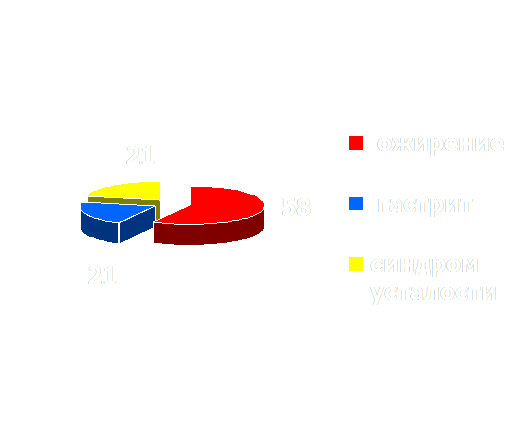 21
58
21
ожирение
гастрит
синдром
усталости